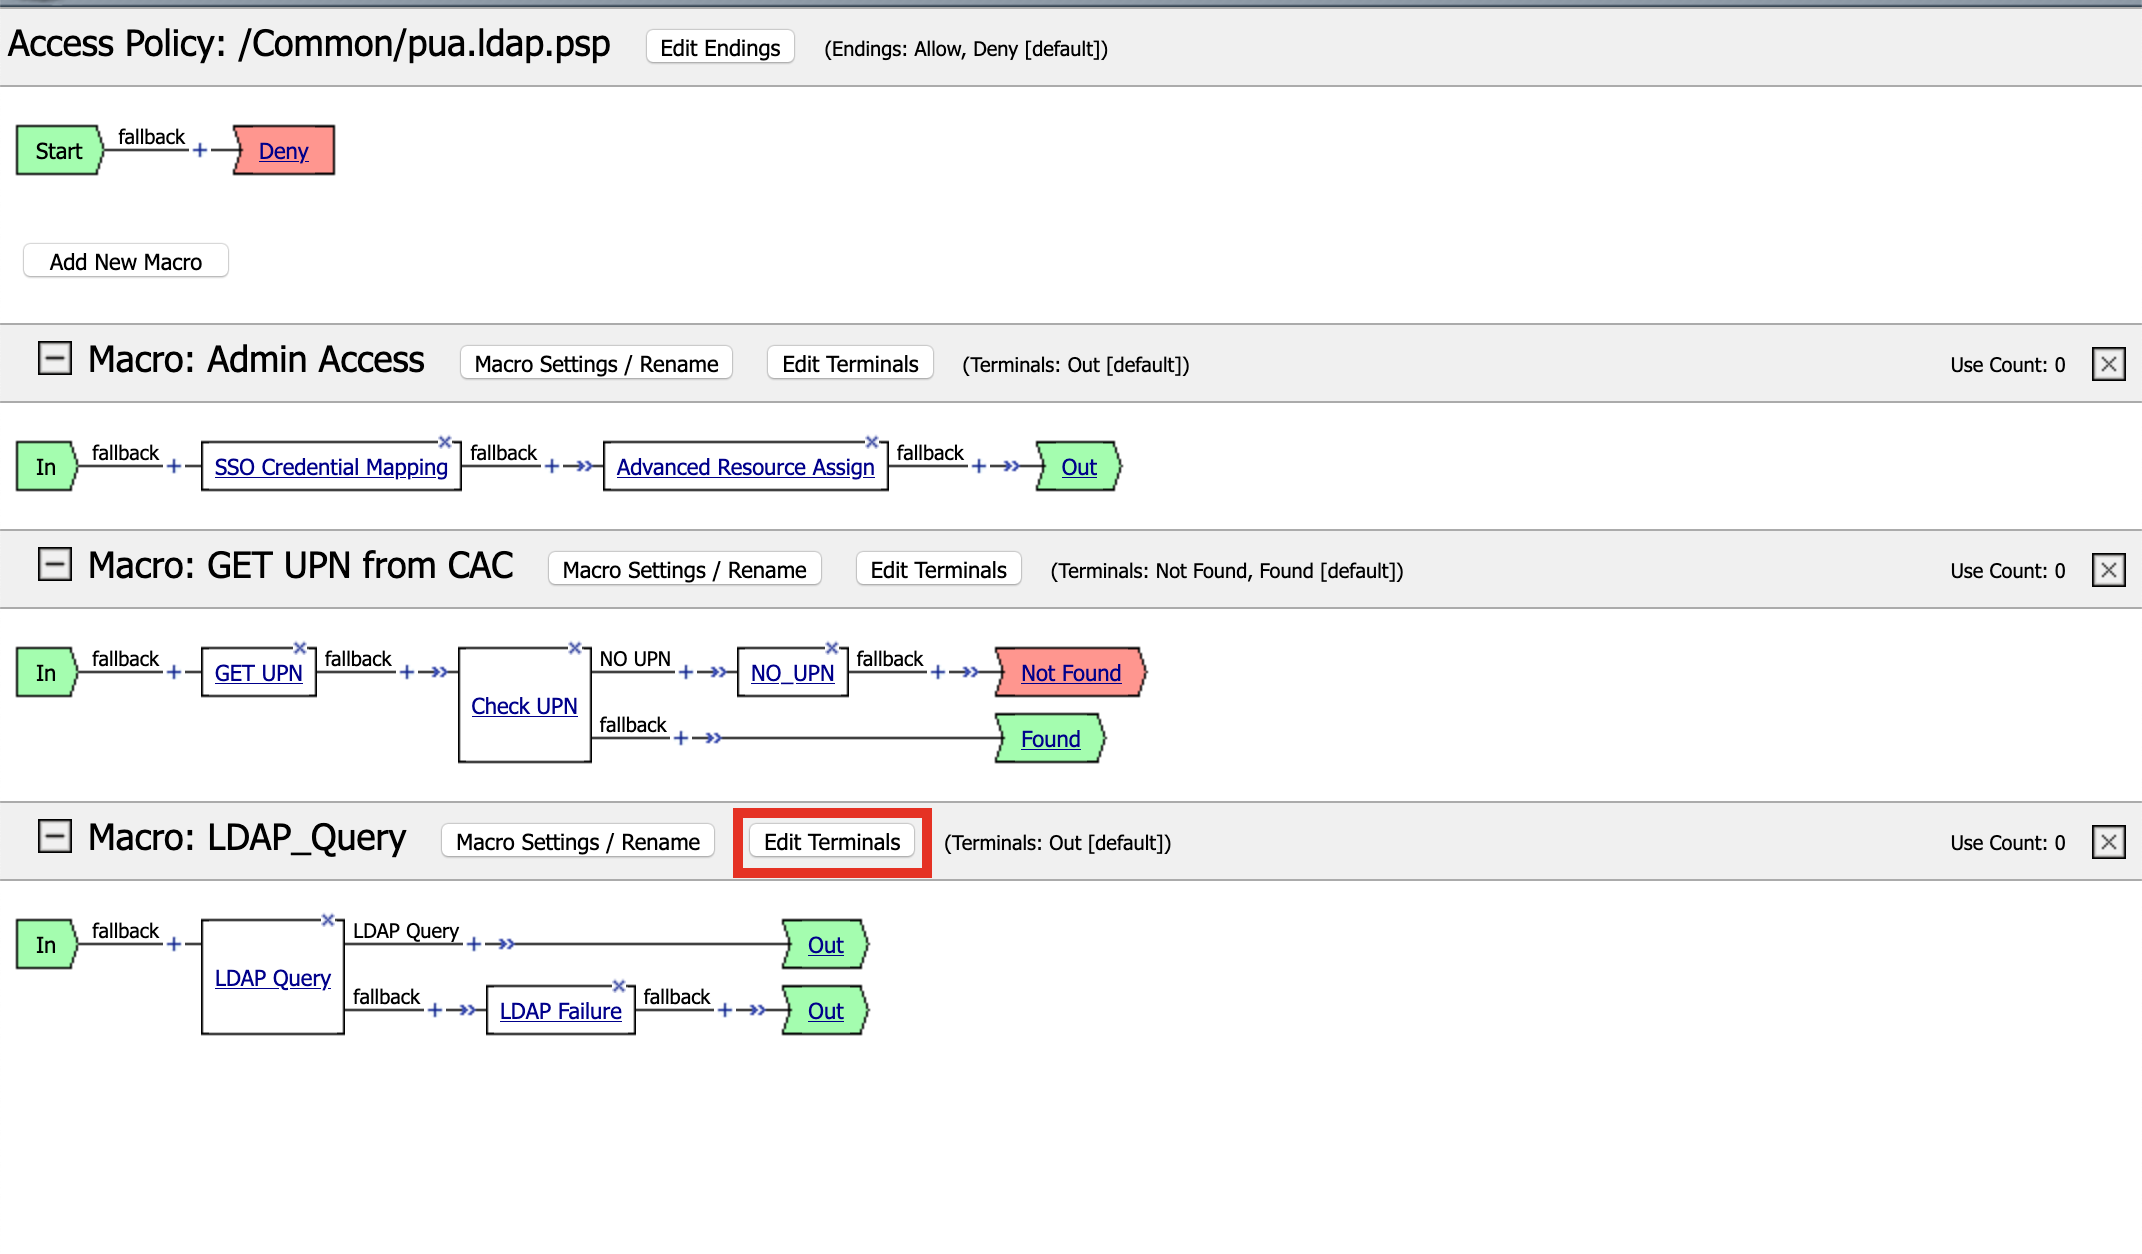 Access Policy: /Common/pua.ldap.psp Edit Endings (Endings: Allow, Deny [default])
Start fallback Deny
Add New Macro
Macro: Admin Access Macro Settings / Rename Edit Terminals (Terminals: Out [default]) Use Count: 0
In fallback SSO Credential Mapping fallback Advanced Resource Assign fallback Out
Macro: GET UPN from CAC Macro Settings / Rename Edit Terminals (Terminals: Not Found, Found [default]) Use Count: 0
In fallback GET UPN fallback Check UPN NO UPN NO_UPN fallback Not Found
fallback Found
Macro: LDAP_Query Macro Settings / Rename Edit Terminals (Terminals: Out [default]) Use Count: 0
In fallback LDAP Query LDAP Query Out
fallback LDAP Failure fallback Out